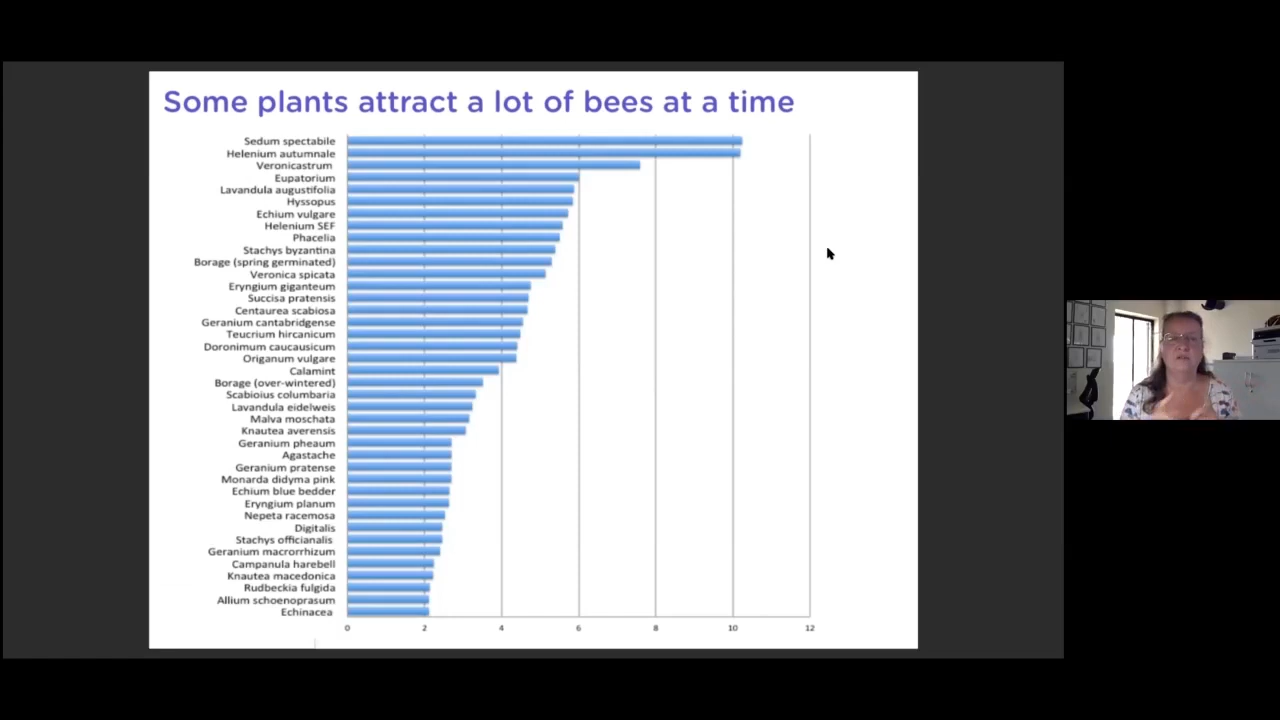 Some plants attract a lot of bees at a time
Sedum spectabile
Helenium autumnale
Veronicastrum
Eupatorium
Lavandula augustifolia
Hyssopus
Echium vulgare
Helenium SEF
Phacelia
Stachys byzantina
Borage (spring germinated)
Veronica spicata
Eryngium giganteum
Succisa pratensis
Centaurea scabiosa
Geranium cantabridgense
Teucrium hircanicum
Doronimum caucausicum
Origanum vulgare
Calamint
Borage (over-wintered)
Scabioius columbaria
Lavandula eidelweis
Malva moschata
Knautea averensis
Geranium pheaum
Agastache
Geranium pratense
Monarda didyma pink
Echium blue bedder
Eryngium planum
Nepeta racemosa
Digitalis
Stachys officianalis
Geranium macrorrhizum
Campanula harebell
Knautea macedonica
Rudbeckia fulgida
Allium schoenoprasum
Echinacea
0 2 4 6 8 10 12